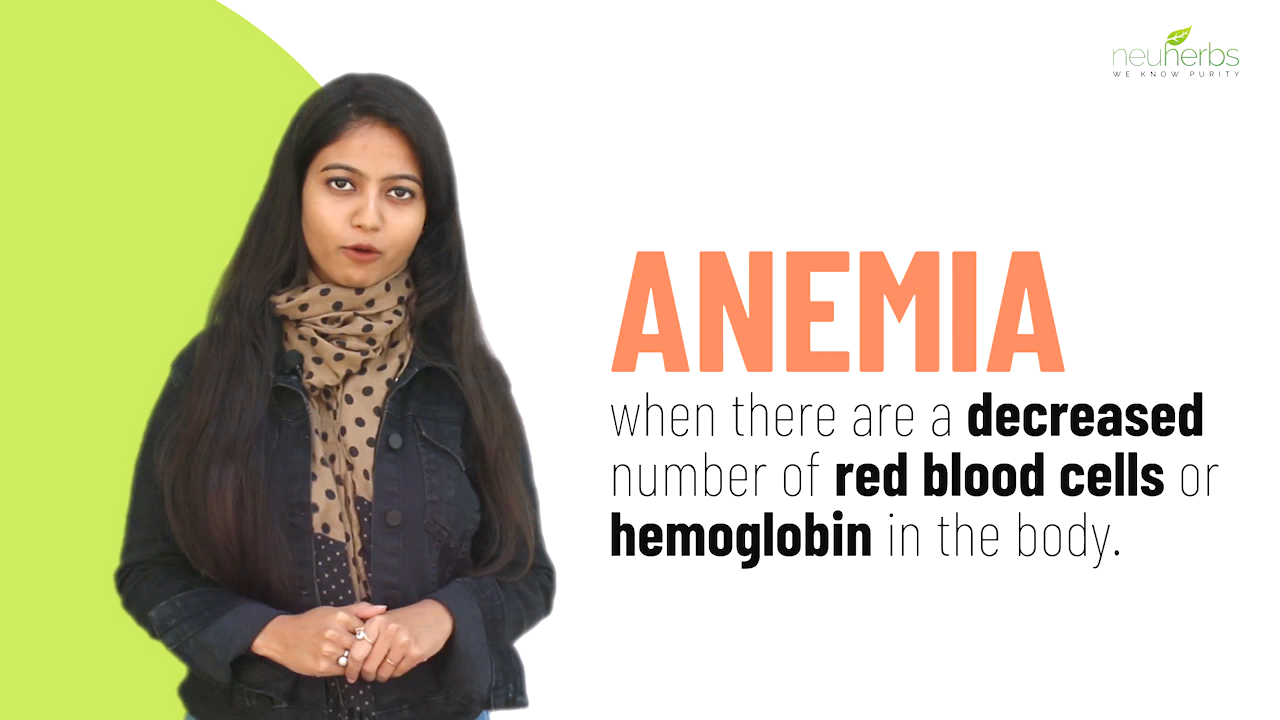 neuherbs
WE KNOW PURITY
ANEMIA
when there are a decreased
number of red blood cells or
hemoglobin in the body.